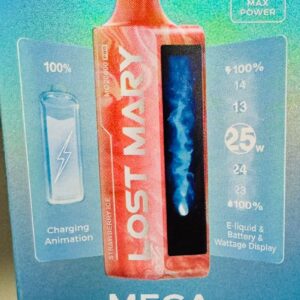 MAX
POWER
100%
Charging
Animation
LOST MARY
STRAWBERRY ICE
100%
14
13
25W
24
23
100%
E-liquid &
Battery &
Wattage Display
MEGA